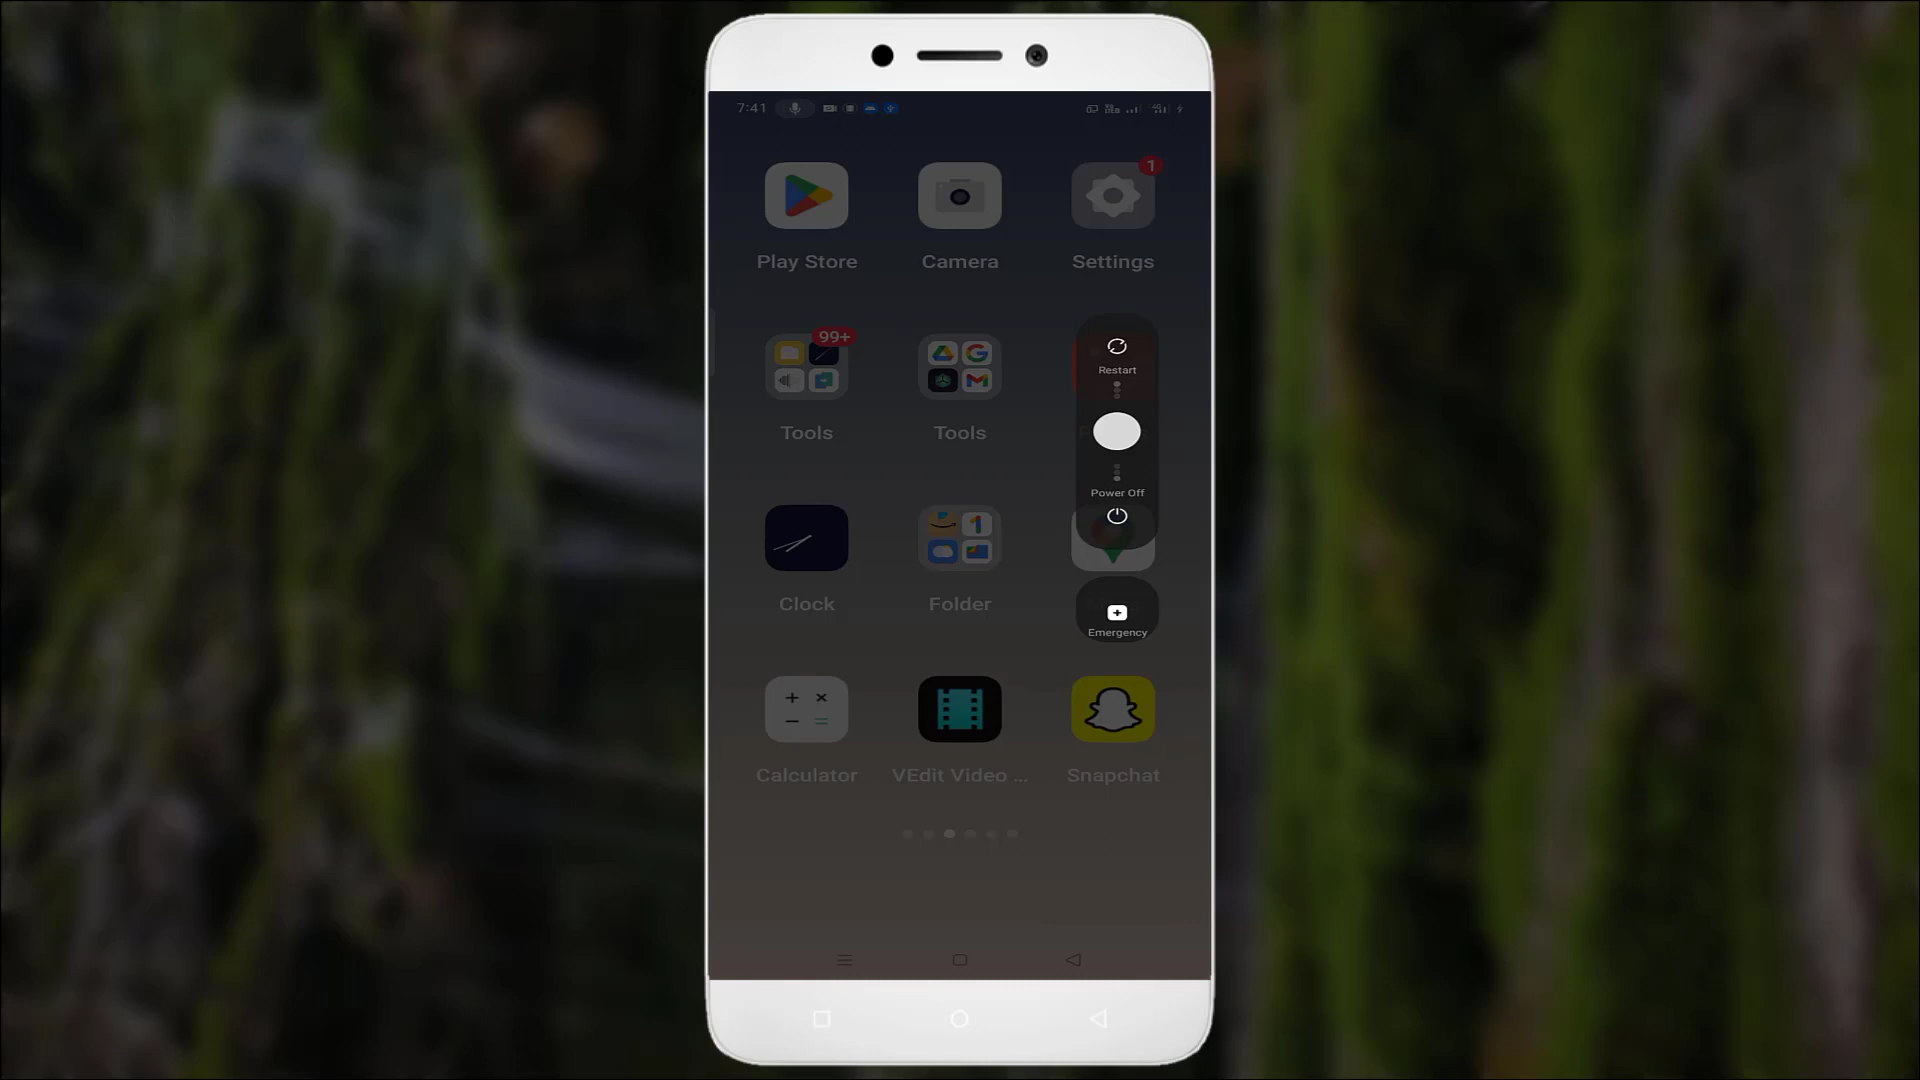 7:41
1
Play Store
Camera
Settings
99+
Restart
Tools
Tools
Power Off
1
Clock
Folder
Emergency
Calculator
VEdit Video ...
Snapchat